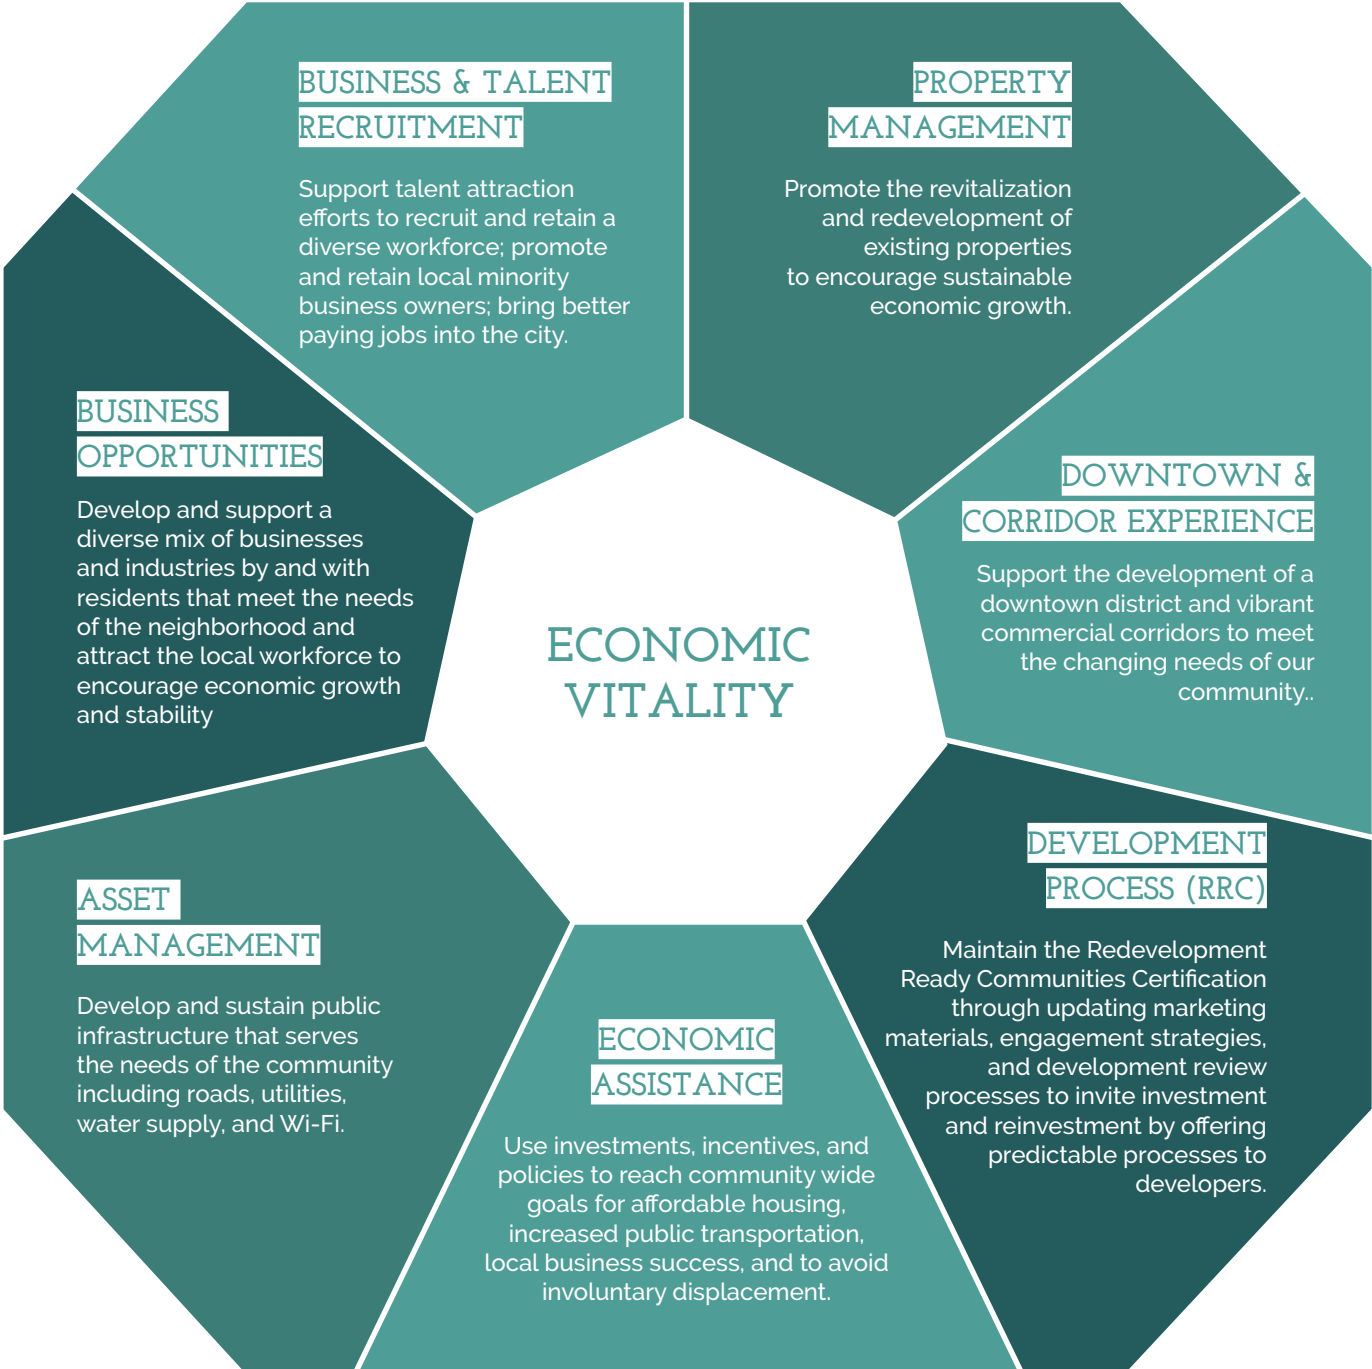 BUSINESS & TALENT
RECRUITMENT
Support talent attraction
efforts to recruit and retain a
diverse workforce; promote
and retain local minority
business owners; bring better
paying jobs into the city.
PROPERTY
MANAGEMENT
Promote the revitalization
and redevelopment of
existing properties
to encourage sustainable
economic growth.
DOWNTOWN &
CORRIDOR EXPERIENCE
Support the development of a
downtown district and vibrant
commercial corridors to meet
the changing needs of our
community..
DEVELOPMENT
PROCESS (RRC)
Maintain the Redevelopment
Ready Communities Certification
through updating marketing
materials, engagement strategies,
and development review
processes to invite investment
and reinvestment by offering
predictable processes to
developers.
ECONOMIC
ASSISTANCE
Use investments, incentives, and
policies to reach community wide
goals for affordable housing,
increased public transportation,
local business success, and to avoid
involuntary displacement.
ASSET
MANAGEMENT
Develop and sustain public
infrastructure that serves
the needs of the community
including roads, utilities,
water supply, and Wi-Fi.
BUSINESS
OPPORTUNITIES
Develop and support a
diverse mix of businesses
and industries by and with
residents that meet the needs
of the neighborhood and
attract the local workforce to
encourage economic growth
and stability
ECONOMIC
VITALITY